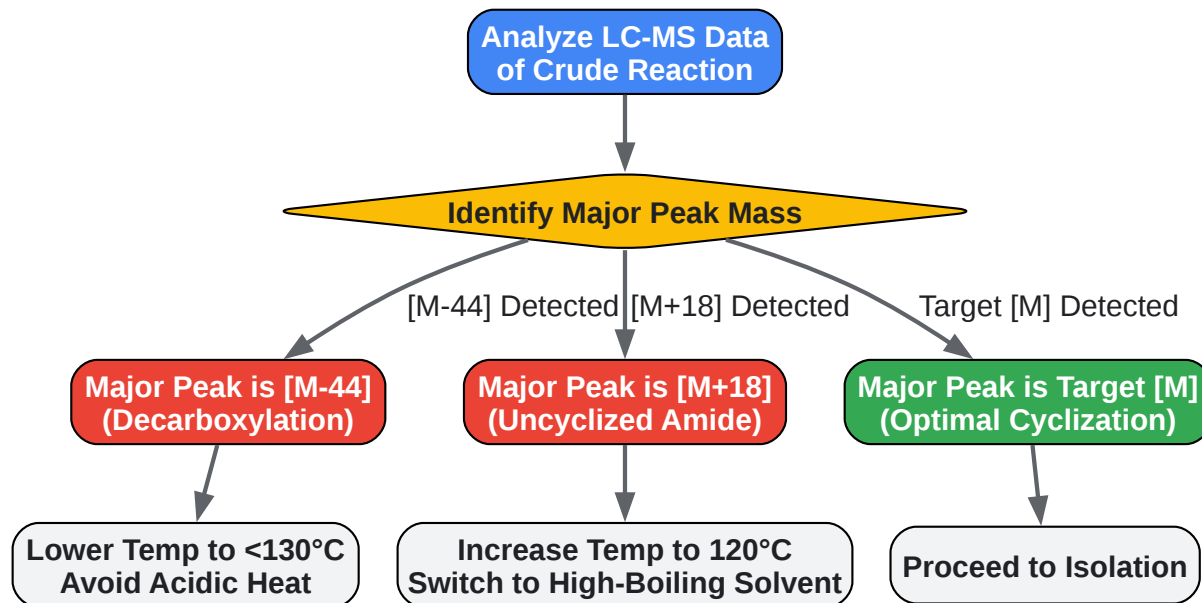 Analyze LC-MS Data
of Crude Reaction
Identify Major Peak Mass
[M-44] Detected
[M+18] Detected
Target [M] Detected
Major Peak is [M-44]
(Decarboxylation)
Major Peak is [M+18]
(Uncyclized Amide)
Major Peak is Target [M]
(Optimal Cyclization)
Lower Temp to <130°C
Avoid Acidic Heat
Increase Temp to 120°C
Switch to High-Boiling Solvent
Proceed to Isolation